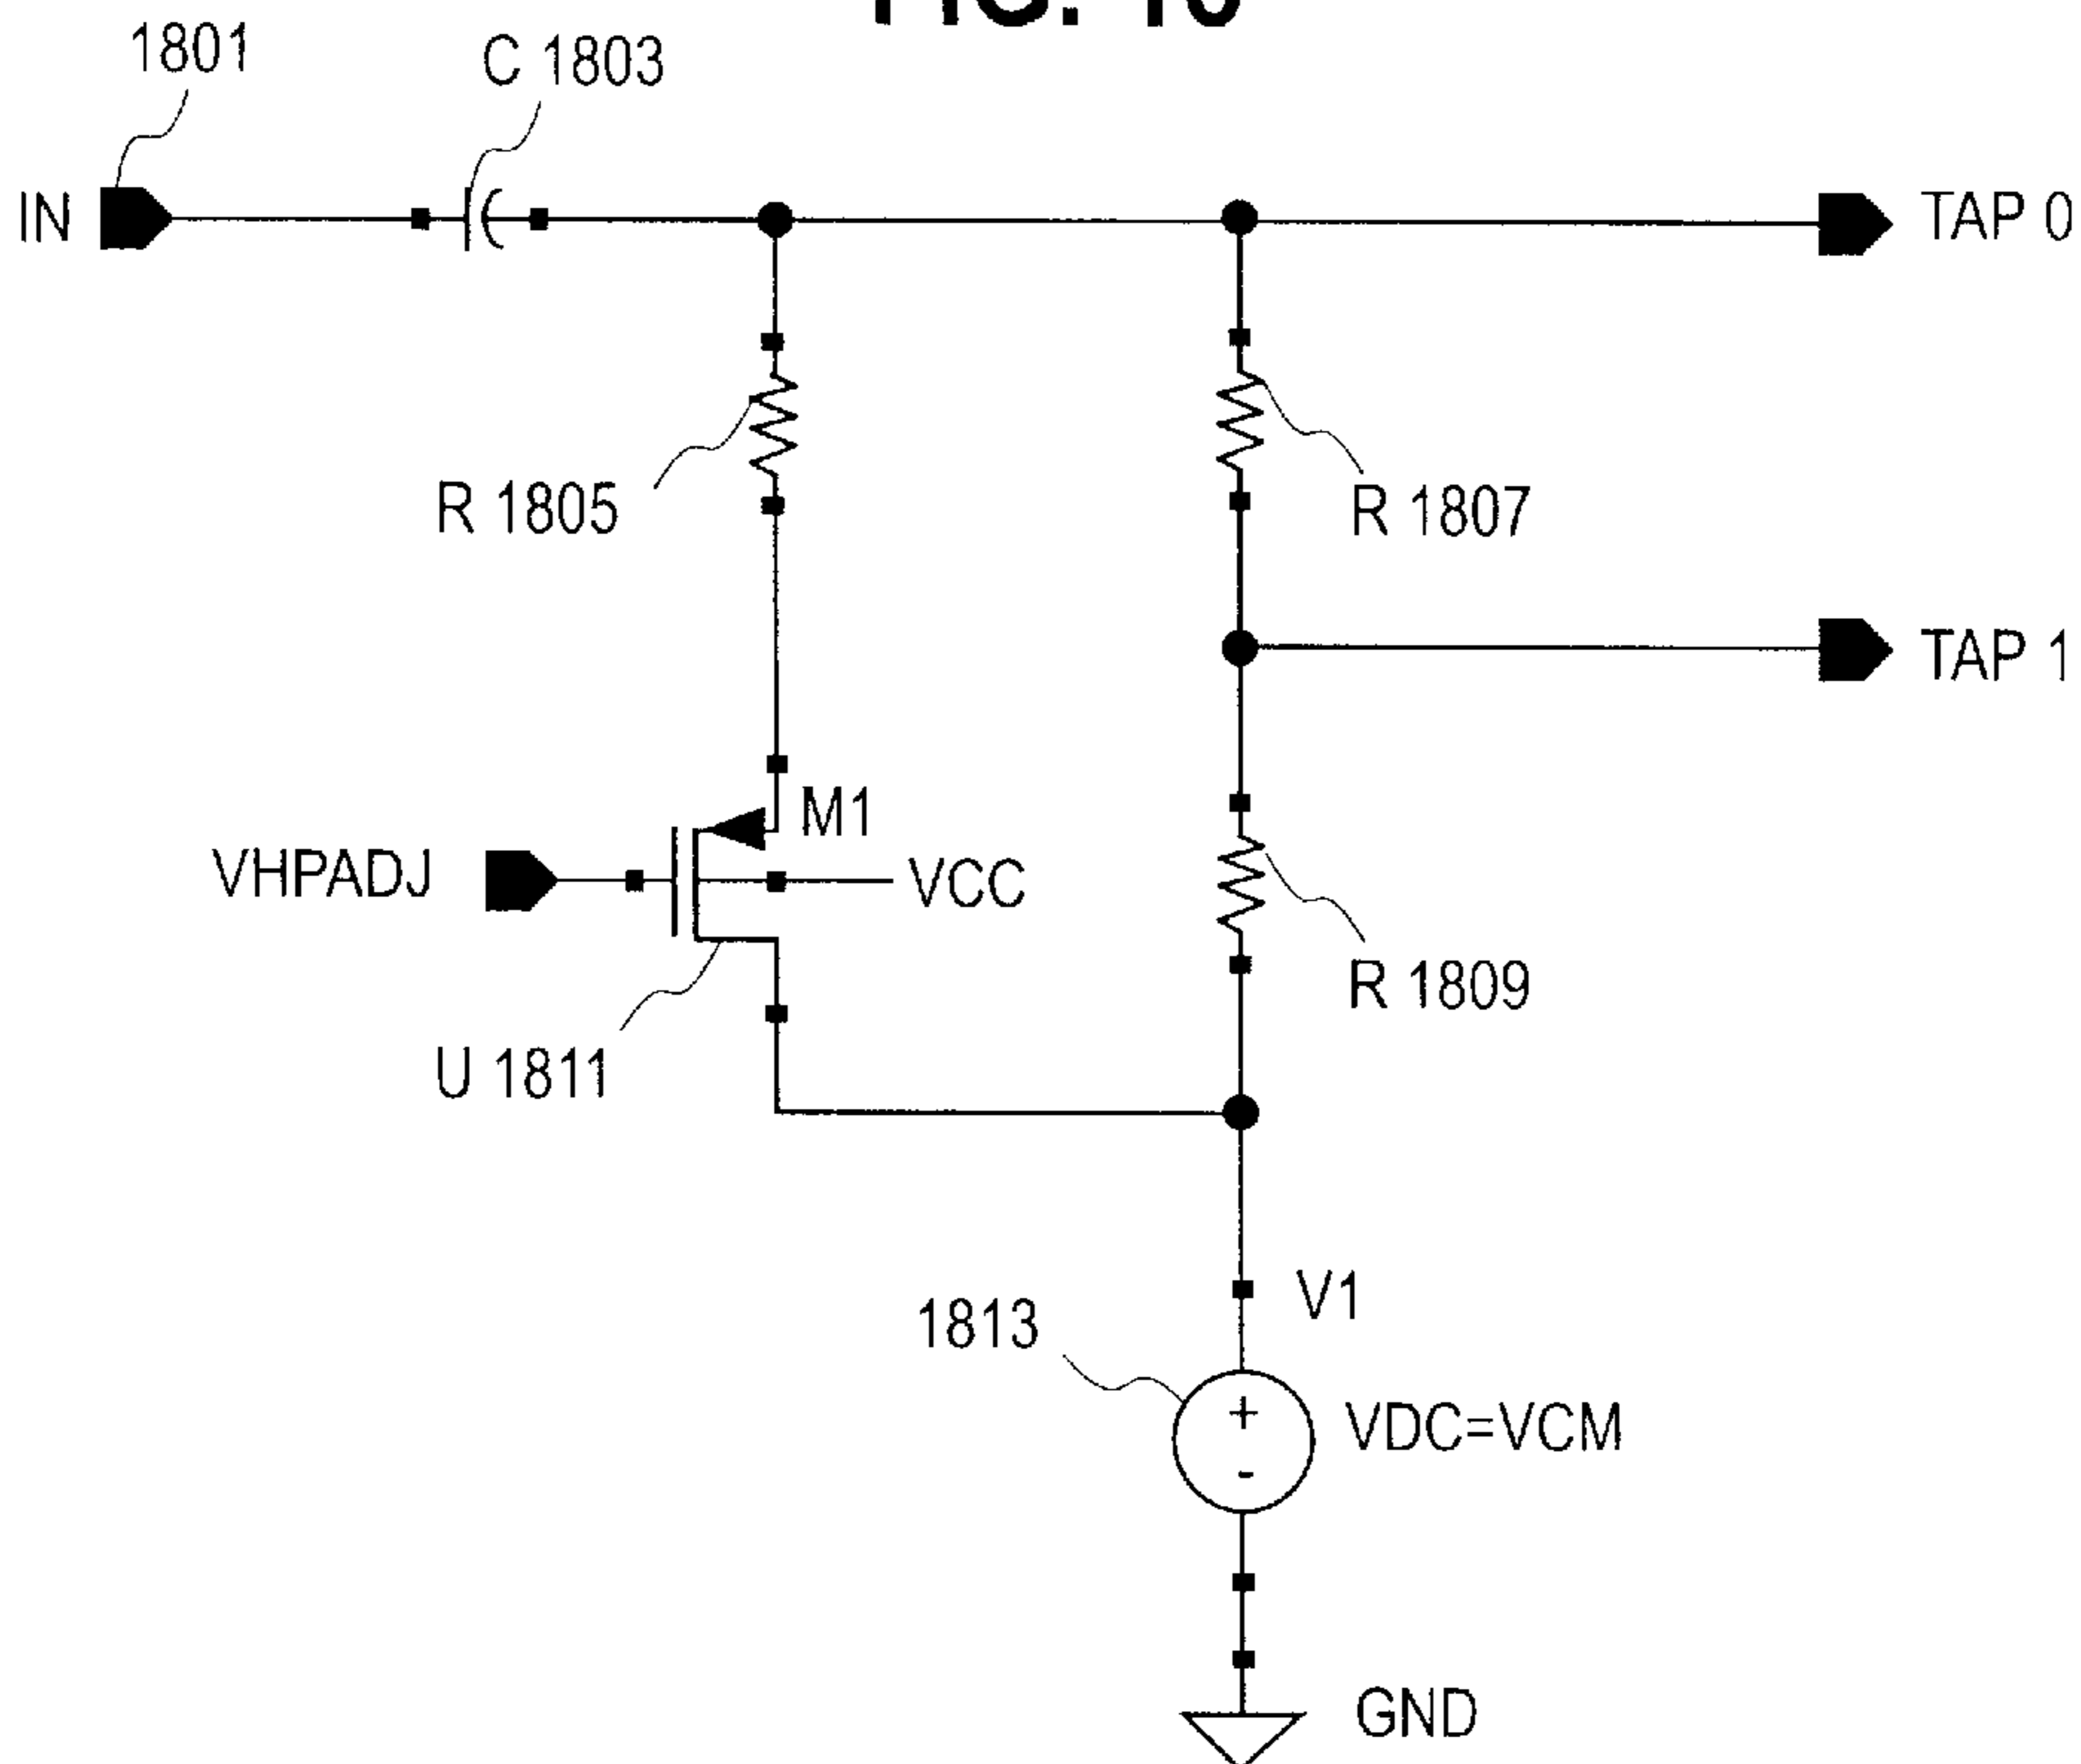 1801
C 1803
IN
TAP 0
R 1805
R 1807
TAP 1
M1
VHPADJ
VCC
R 1809
U 1811
V1
1813
+
VDC=VCM
-
GND